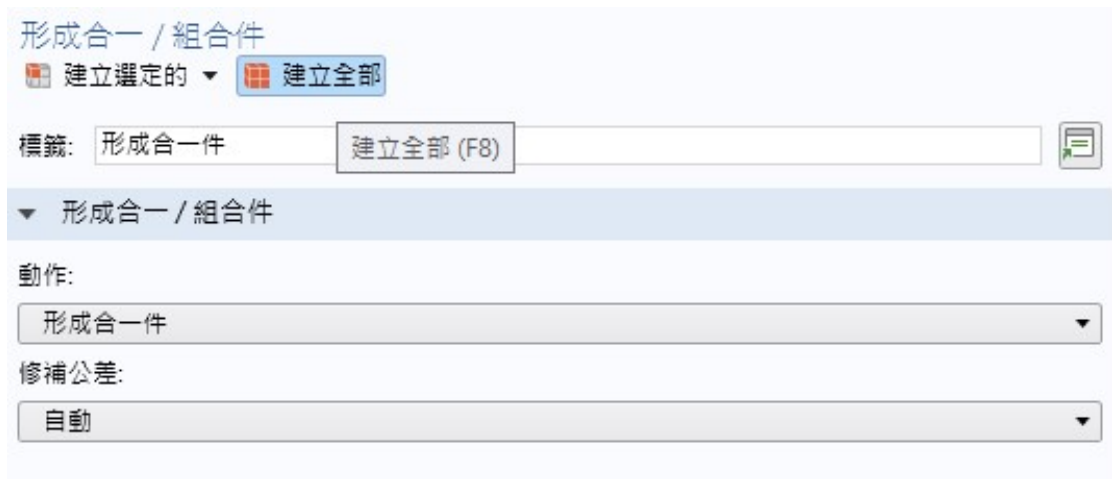 形成合一 / 組合件
建立選定的 建立全部
標籤: 形成合一件
建立全部 (F8)
形成合一 / 組合件
動作:
形成合一件
修補公差:
自動